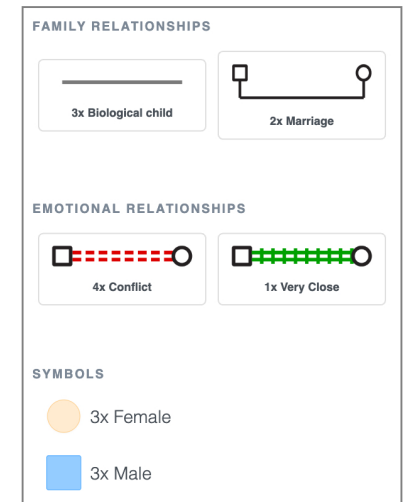 FAMILY RELATIONSHIPS
3x Biological child
2x Marriage
EMOTIONAL RELATIONSHIPS
4x Conflict
1x Very Close
SYMBOLS
3x Female
3x Male